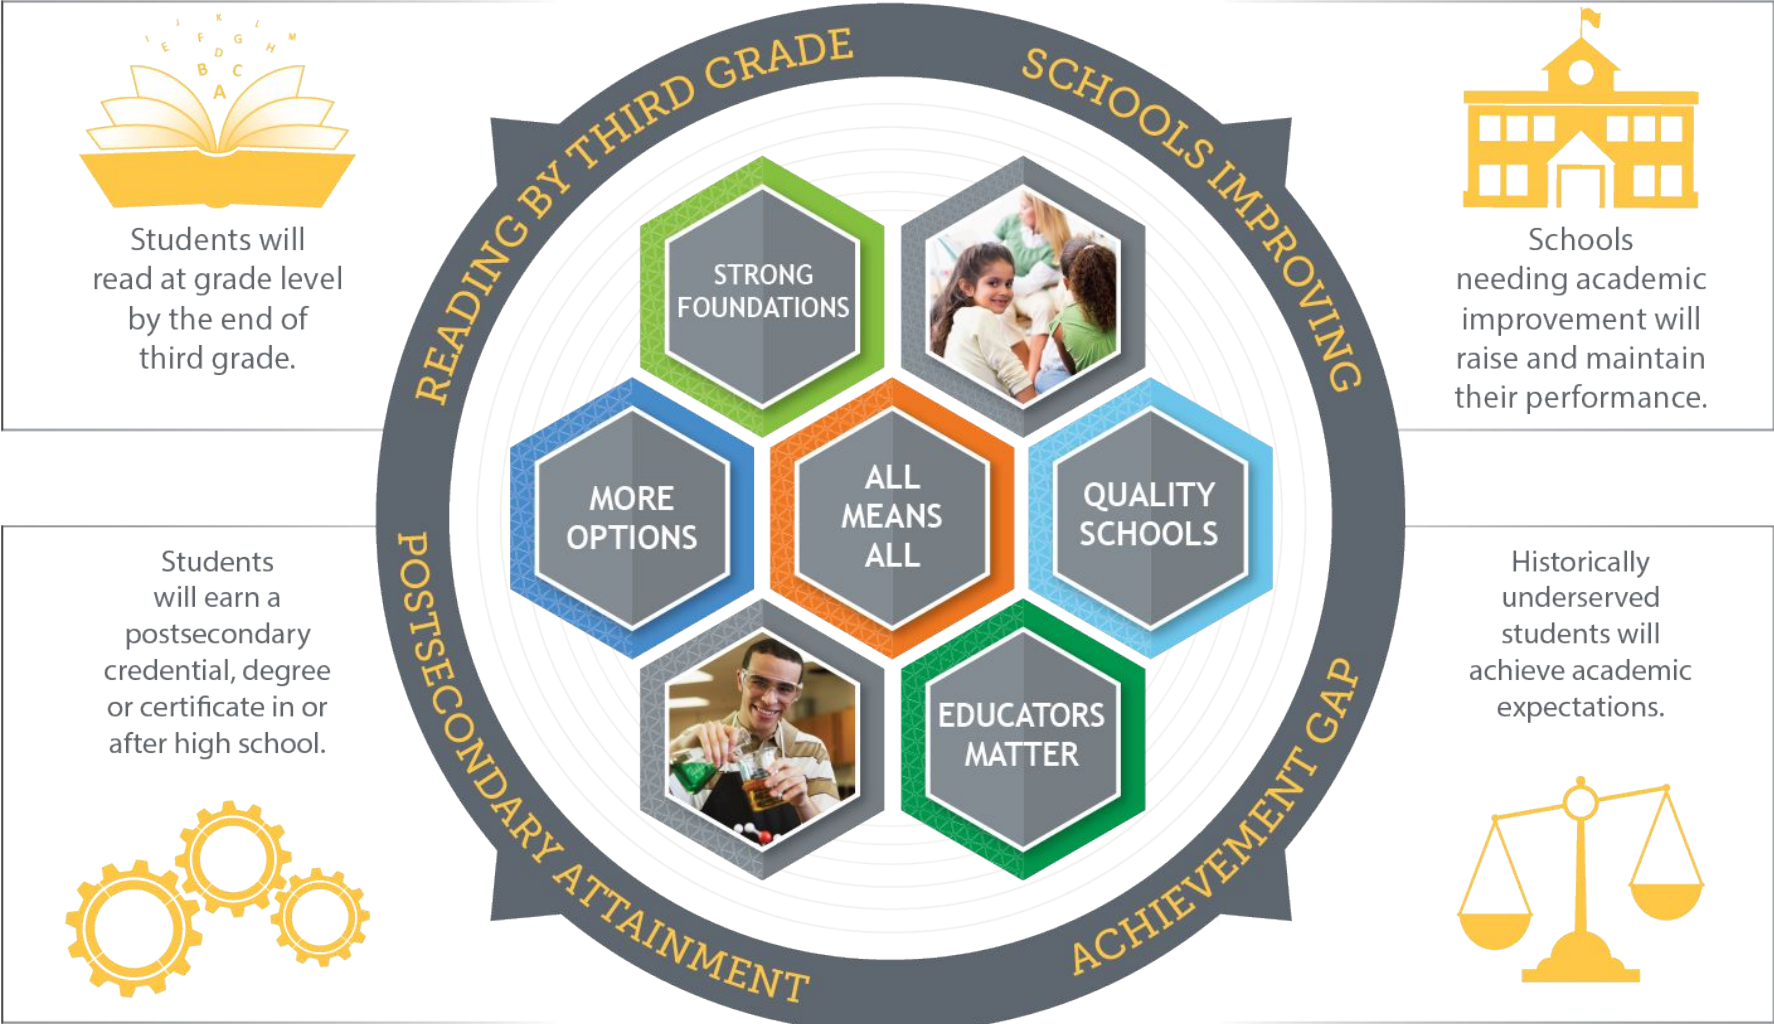 READING BY THIRD GRADE
SCHOOLS IMPROVING
J K L
I E F G H M
D
B C
A
Students will
read at grade level
by the end of
third grade.
Schools
needing academic
improvement will
raise and maintain
their performance.
STRONG
FOUNDATIONS
MORE
OPTIONS
ALL
MEANS
ALL
QUALITY
SCHOOLS
EDUCATORS
MATTER
Students
will earn a
postsecondary
credential, degree
or certificate in or
after high school.
Historically
underserved
students will
achieve academic
expectations.
POSTSECONDARY ATTAINMENT
ACHIEVEMENT GAP